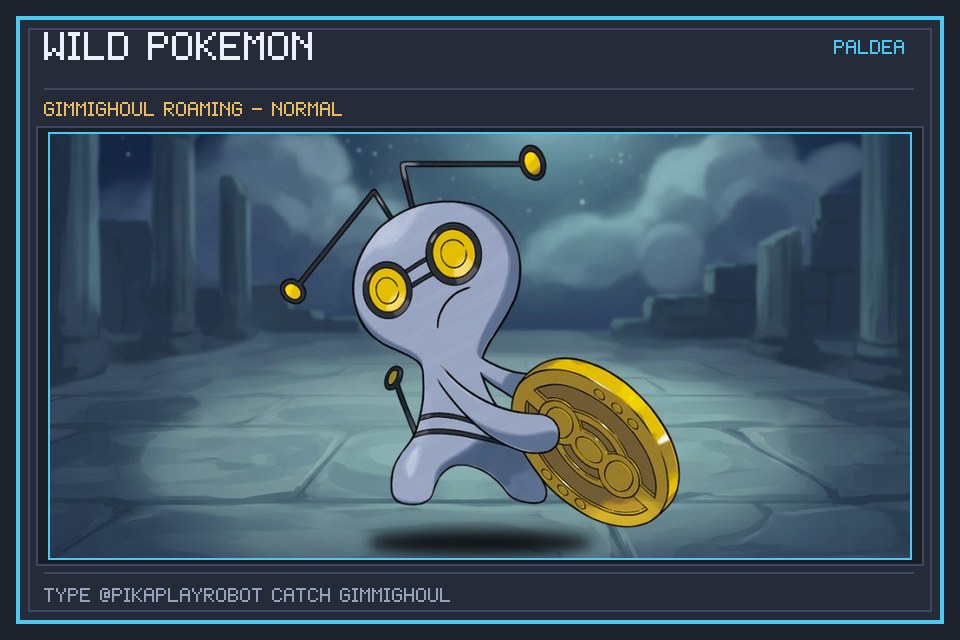 WILD POKEMON
PALDEA
GIMMIGHOUL ROAMING - NORMAL
TYPE @PIKAPLAYROBOT CATCH GIMMIGHOUL